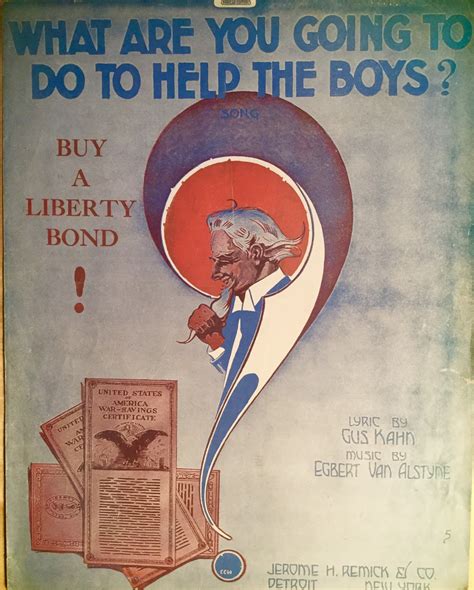 WHAT ARE YOU GOING TO
DO TO HELP THE BOYS?
SONG
BUY
A
LIBERTY
BOND
!
UNITED STATES
OF
AMERICA
WAR-SAVINGS
CERTIFICATE
LYRIC BY
GUS KAHN
MUSIC BY
EGBERT VAN ALSTYNE
5
JEROME H. REMICK & CO.
DETROIT NEW YORK